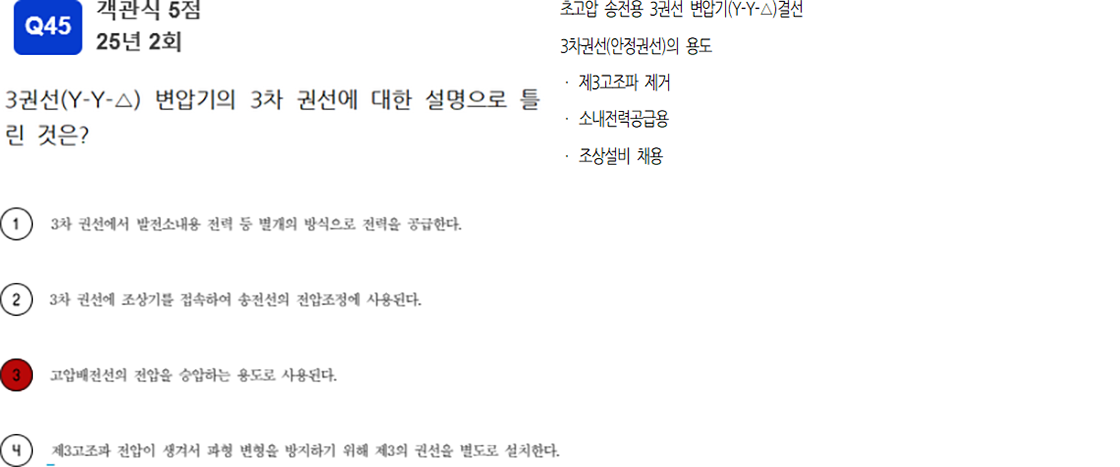 Q45
객관식 5점
25년 2회
3권선(Y-Y-△) 변압기의 3차 권선에 대한 설명으로 틀
린 것은?
1 3차 권선에서 발전소내용 전력 등 별개의 방식으로 전력을 공급한다.
2 3차 권선에 조상기를 접속하여 송전선의 전압조정에 사용된다.
3 고압배전선의 전압을 승압하는 용도로 사용된다.
4 제3고조파 전압이 생겨서 파형 변형을 방지하기 위해 제3의 권선을 별도로 설치한다.
초고압 송전용 3권선 변압기(Y-Y-△)결선
3차권선(안정권선)의 용도
· 제3고조파 제거
· 소내전력공급용
· 조상설비 채용